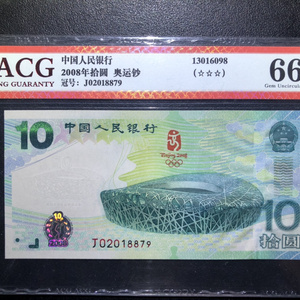 ACG
NG GUARANTY
中国人民银行
2008年拾圆 奥运钞
冠号: J02018879
13016098
(☆☆☆)
66
Gem Uncircula
10
中国人民银行
Beijing 2008
J02018879
10
拾圆